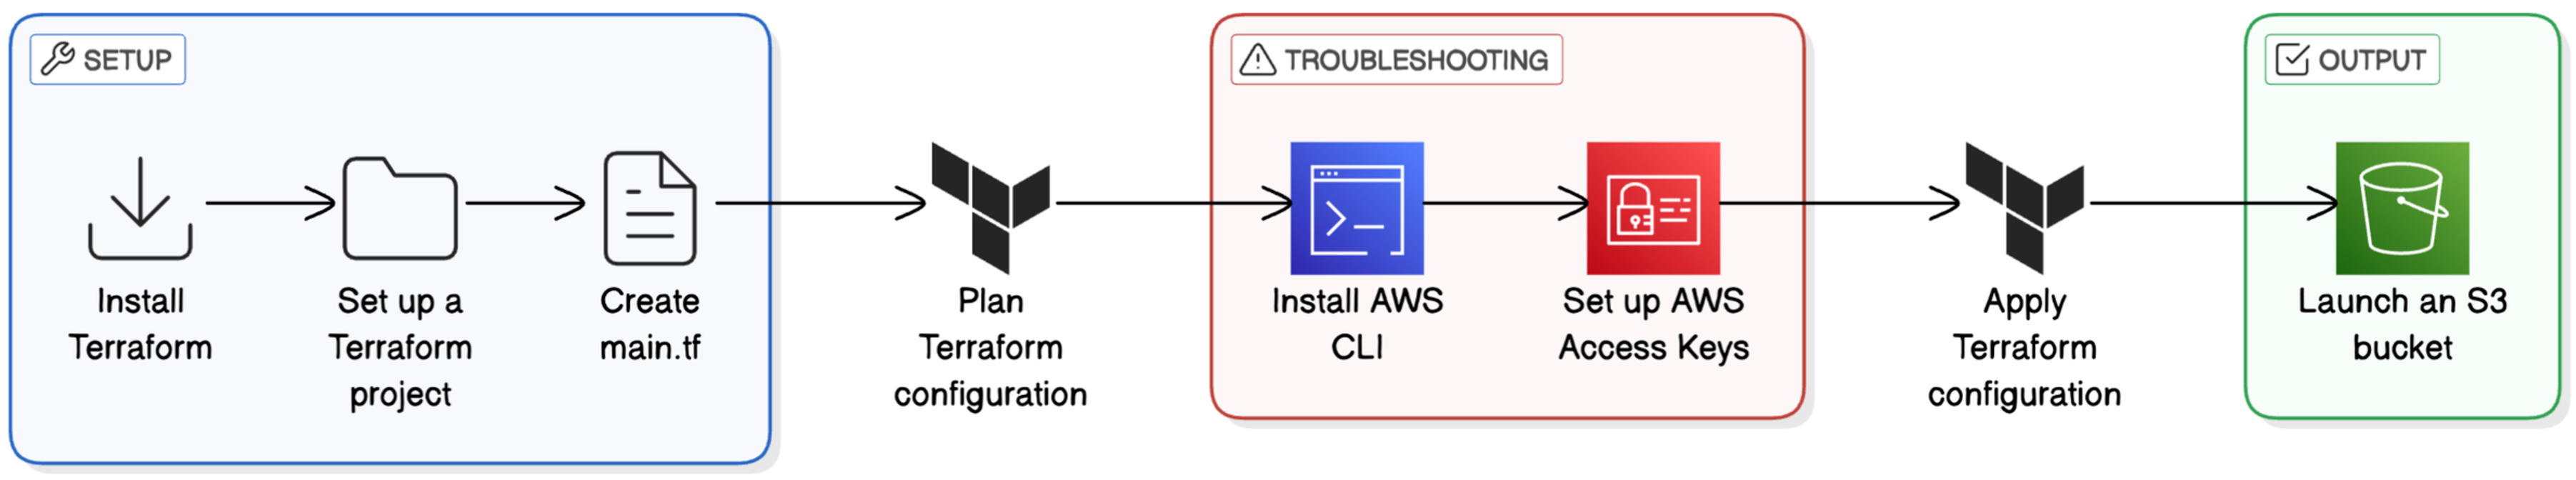 SETUP
Install
Terraform
Set up a
Terraform
project
Create
main.tf
Plan
Terraform
configuration
TROUBLESHOOTING
Install AWS
CLI
Set up AWS
Access Keys
Apply
Terraform
configuration
OUTPUT
Launch an S3
bucket